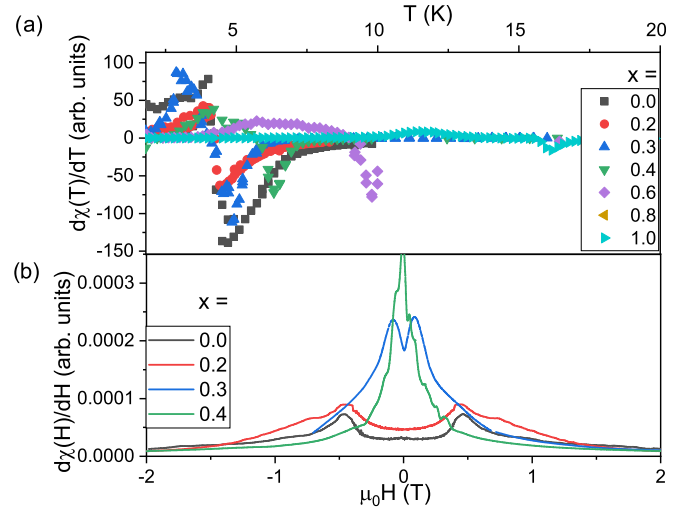 (a)
T (K)
5 10 15 20
x =
100
50
0
-50
-100
-150
dχ(T)/dT (arb. units)
0.0
0.2
0.3
0.4
0.6
0.8
1.0
(b)
x =
0.0003
0.0002
0.0001
0.0000
dχ(H)/dH (arb. units)
0.0
0.2
0.3
0.4
-2 -1 0 1 2
μ₀H (T)